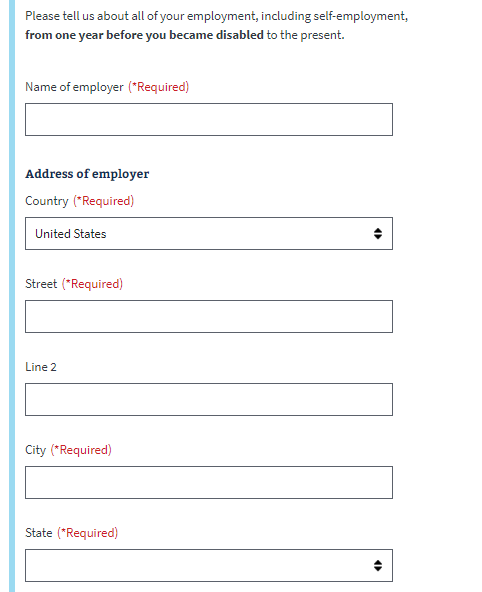 Please tell us about all of your employment, including self-employment,
from one year before you became disabled to the present.
Name of employer (*Required)
Address of employer
Country (*Required)
United States
Street (*Required)
Line 2
City (*Required)
State (*Required)